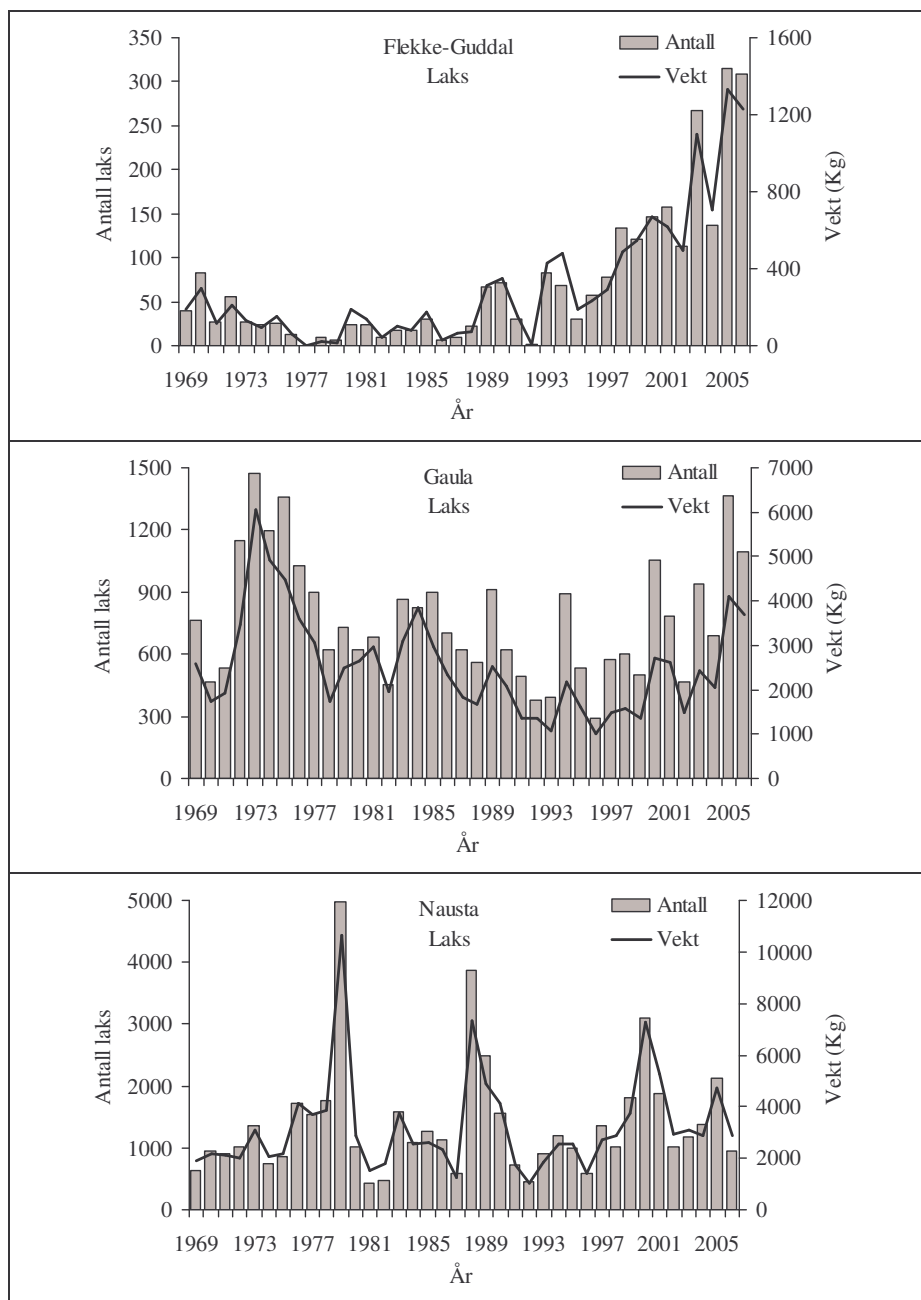 Flekke-Guddal
Laks
Antall
Vekt
Antall laks
350
300
250
200
150
100
50
0
1600
1200
800
400
0
Vekt (Kg)
1969 1973 1977 1981 1985 1989 1993 1997 2001 2005
År
Gaula
Laks
Antall
Vekt
Antall laks
1500
1200
900
600
300
0
7000
6000
5000
4000
3000
2000
1000
0
Vekt (Kg)
1969 1973 1977 1981 1985 1989 1993 1997 2001 2005
År
Nausta
Laks
Antall
Vekt
Antall laks
5000
4000
3000
2000
1000
0
12000
10000
8000
6000
4000
2000
0
Vekt (Kg)
1969 1973 1977 1981 1985 1989 1993 1997 2001 2005
År